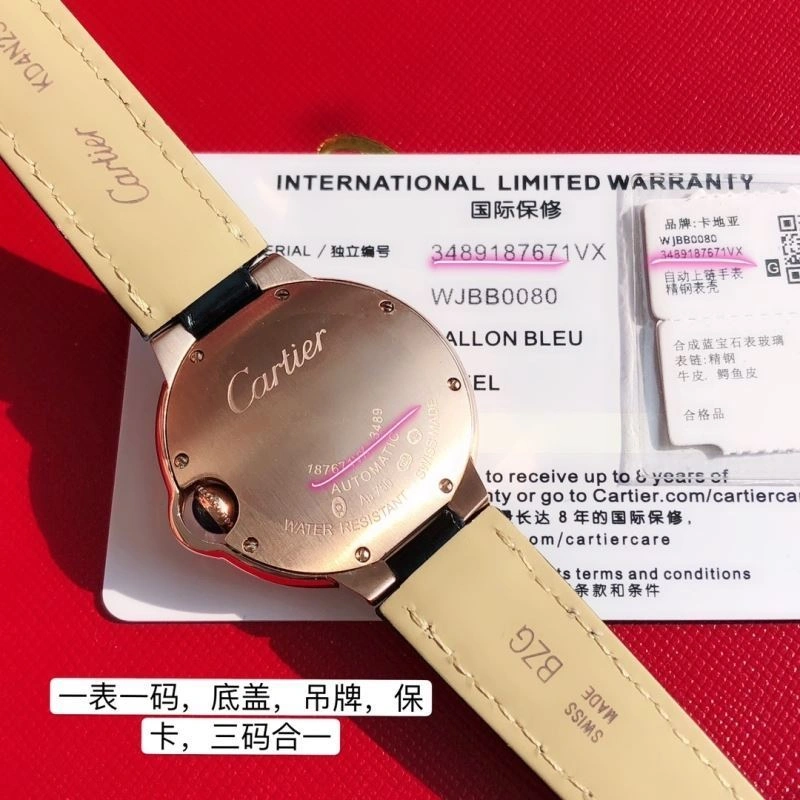 KD4N2
Cartier
INTERNATIONAL LIMITED WARRANTY
国际保修
ERIAL / 独立编号
3489187671VX
WJBB0080
ALLON BLEU
EL
品牌:卡地亚
WJBB0080
3489187671VX
自动上链手表
精钢表壳
G
合成蓝宝石表玻璃
表链:精钢
牛皮, 鳄鱼皮
合格品
Cartier
3489
AUTOMATIC
SWISS MADE
WATER RESISTANT
to receive up to 8 years of
nty or go to Cartier.com/cartiercare
长达 8 年的国际保修，
/cartiercare
ts terms and conditions
条款和条件
BZG
SWISS
MADE
一表一码，底盖，吊牌，保
卡，三码合一